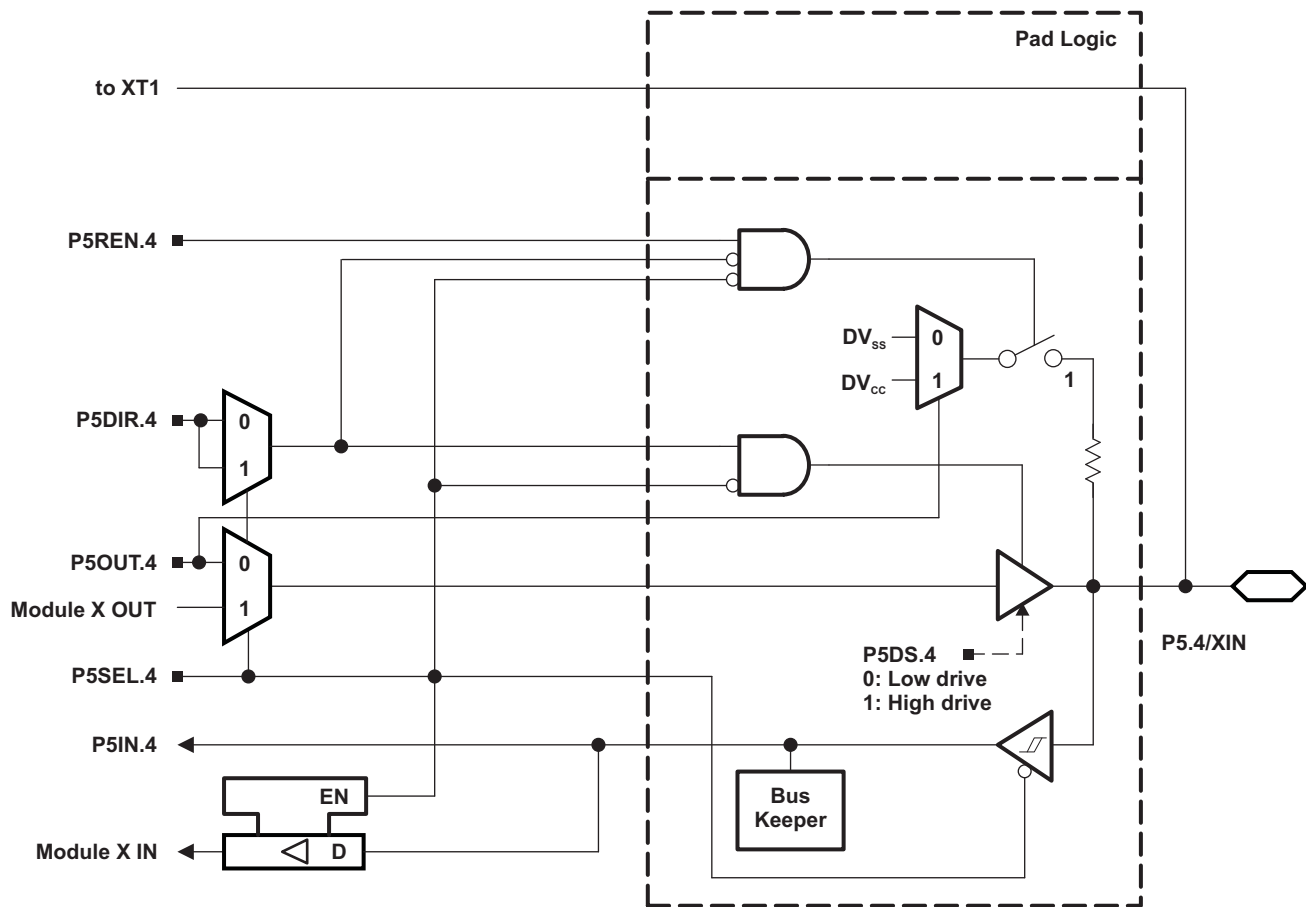 Pad Logic
to XT1
P5REN.4
DVSS
0
DVCC
1
1
P5DIR.4
0
1
P5OUT.4
0
Module X OUT
1
P5DS.4
0: Low drive
1: High drive
P5.4/XIN
P5SEL.4
P5IN.4
Bus
Keeper
EN
Module X IN
D